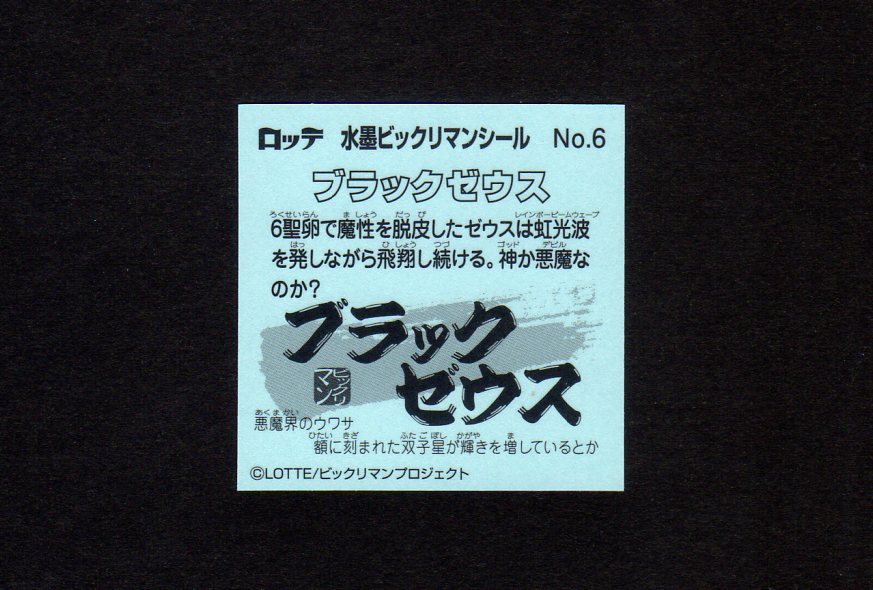 ロッテ 水墨ビックリマンシール No.6
ブラックゼウス
ろくせいらん ましょう だっぴ レインボービームウェーブ
6聖卵で魔性を脱皮したゼウスは虹光波
はっ ひしょう つづ ゴッド デビル
を発しながら飛翔し続ける。神か悪魔な
のか?
ブラック
ゼウス
ビックリ
マン
あくまかい
悪魔界のウワサ
ひたい きざ ふたごぼし かがや ま
額に刻まれた双子星が輝きを増しているとか
©LOTTE/ビックリマンプロジェクト